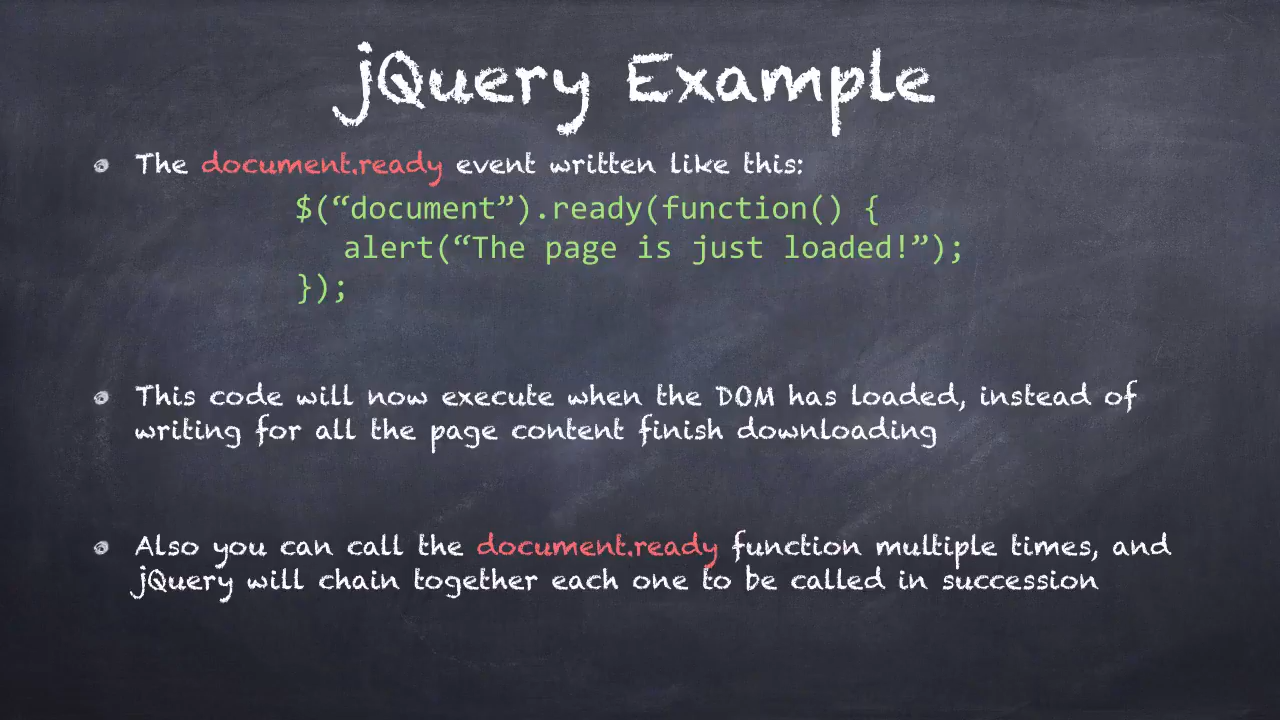 jQuery Example
The document.ready event written like this:
$(“document”).ready(function() {
alert(“The page is just loaded!”);
});
This code will now execute when the DOM has loaded, instead of
writing for all the page content finish downloading
Also you can call the document.ready function multiple times, and
jQuery will chain together each one to be called in succession